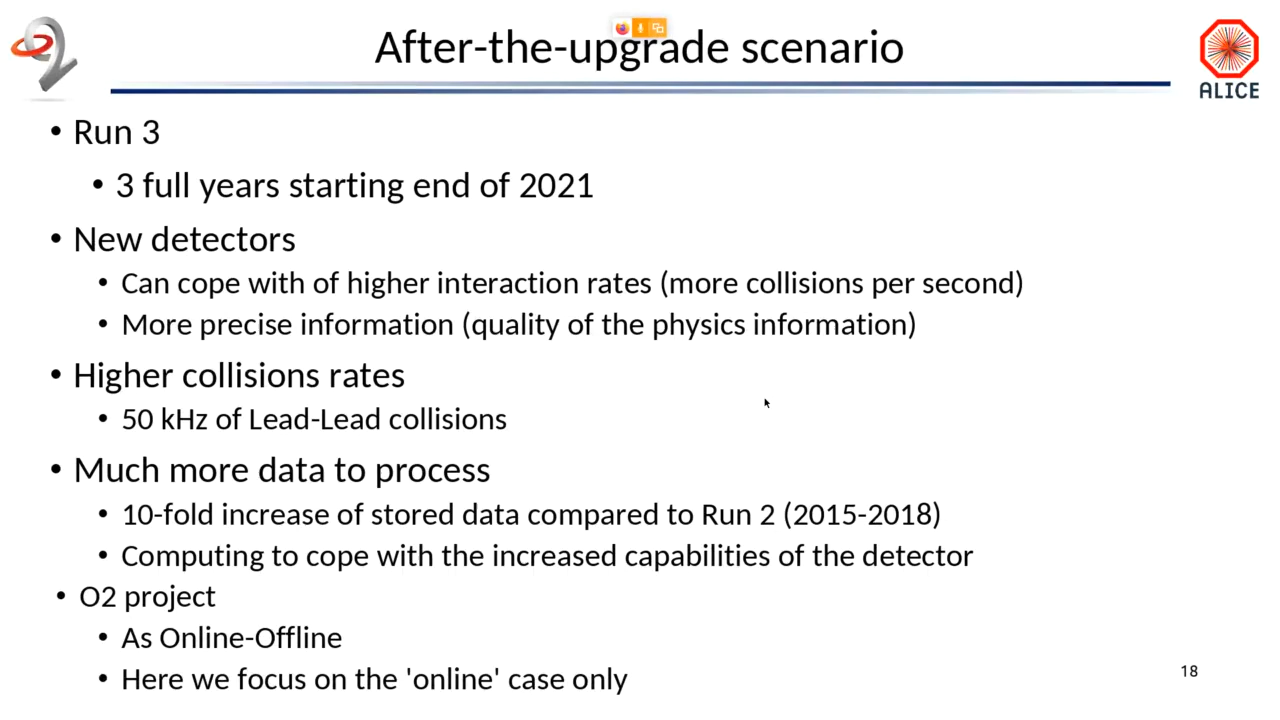 After-the-upgrade scenario
ALICE
• Run 3
• 3 full years starting end of 2021
• New detectors
• Can cope with of higher interaction rates (more collisions per second)
• More precise information (quality of the physics information)
• Higher collisions rates
• 50 kHz of Lead-Lead collisions
• Much more data to process
• 10-fold increase of stored data compared to Run 2 (2015-2018)
• Computing to cope with the increased capabilities of the detector
• O2 project
• As Online-Offline
• Here we focus on the 'online' case only
18